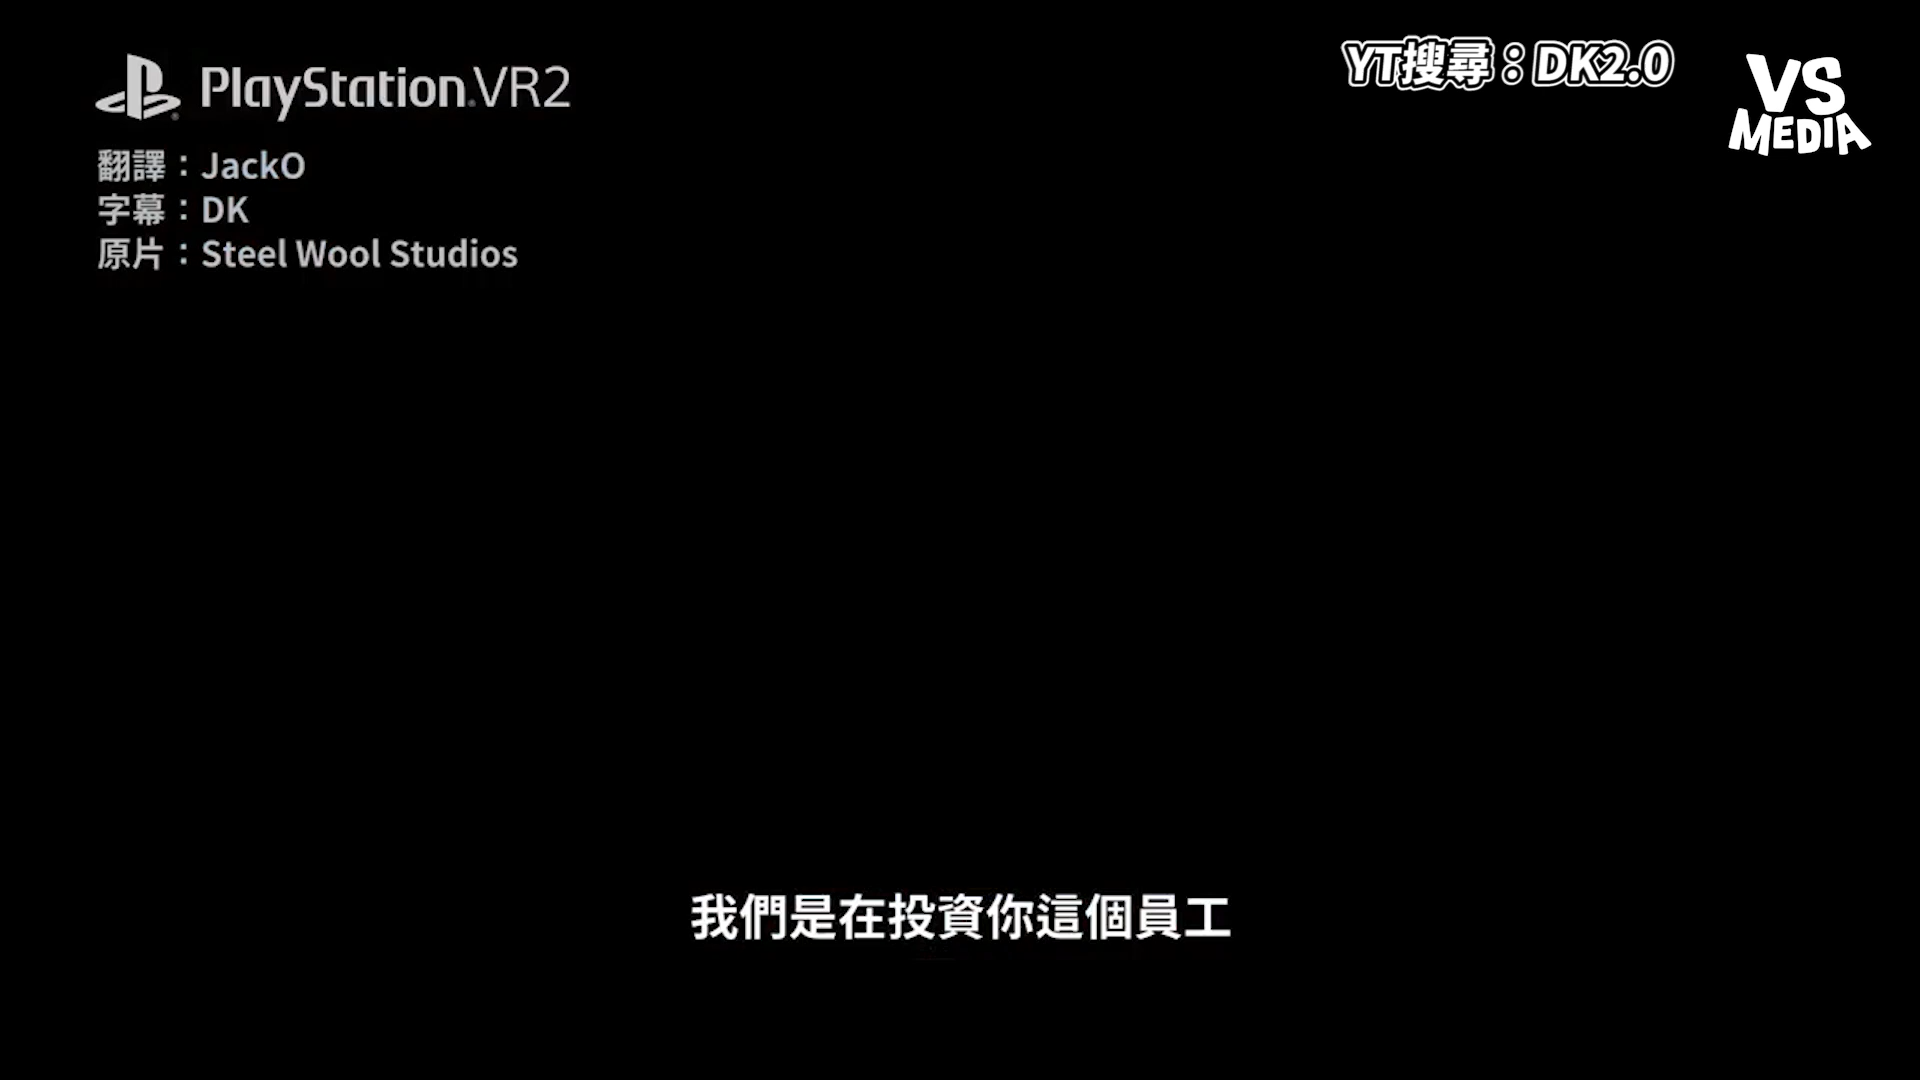 PlayStation.VR2
YT搜尋：DK2.0
VS
MEDIA
翻譯：JackO
字幕：DK
原片：Steel Wool Studios
我們是在投資你這個員工